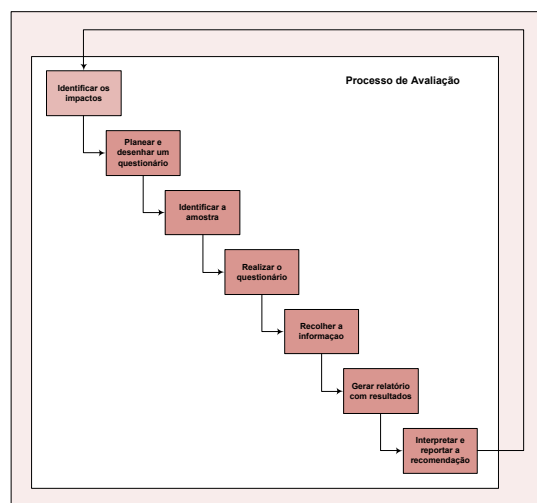 Processo de Avaliação
Identificar os
impactos
Planear e
desenhar um
questionário
Identificar a
amostra
Realizar o
questionário
Recolher a
informaçao
Gerar relatório
com resultados
Interpretar e
reportar a
recomendação